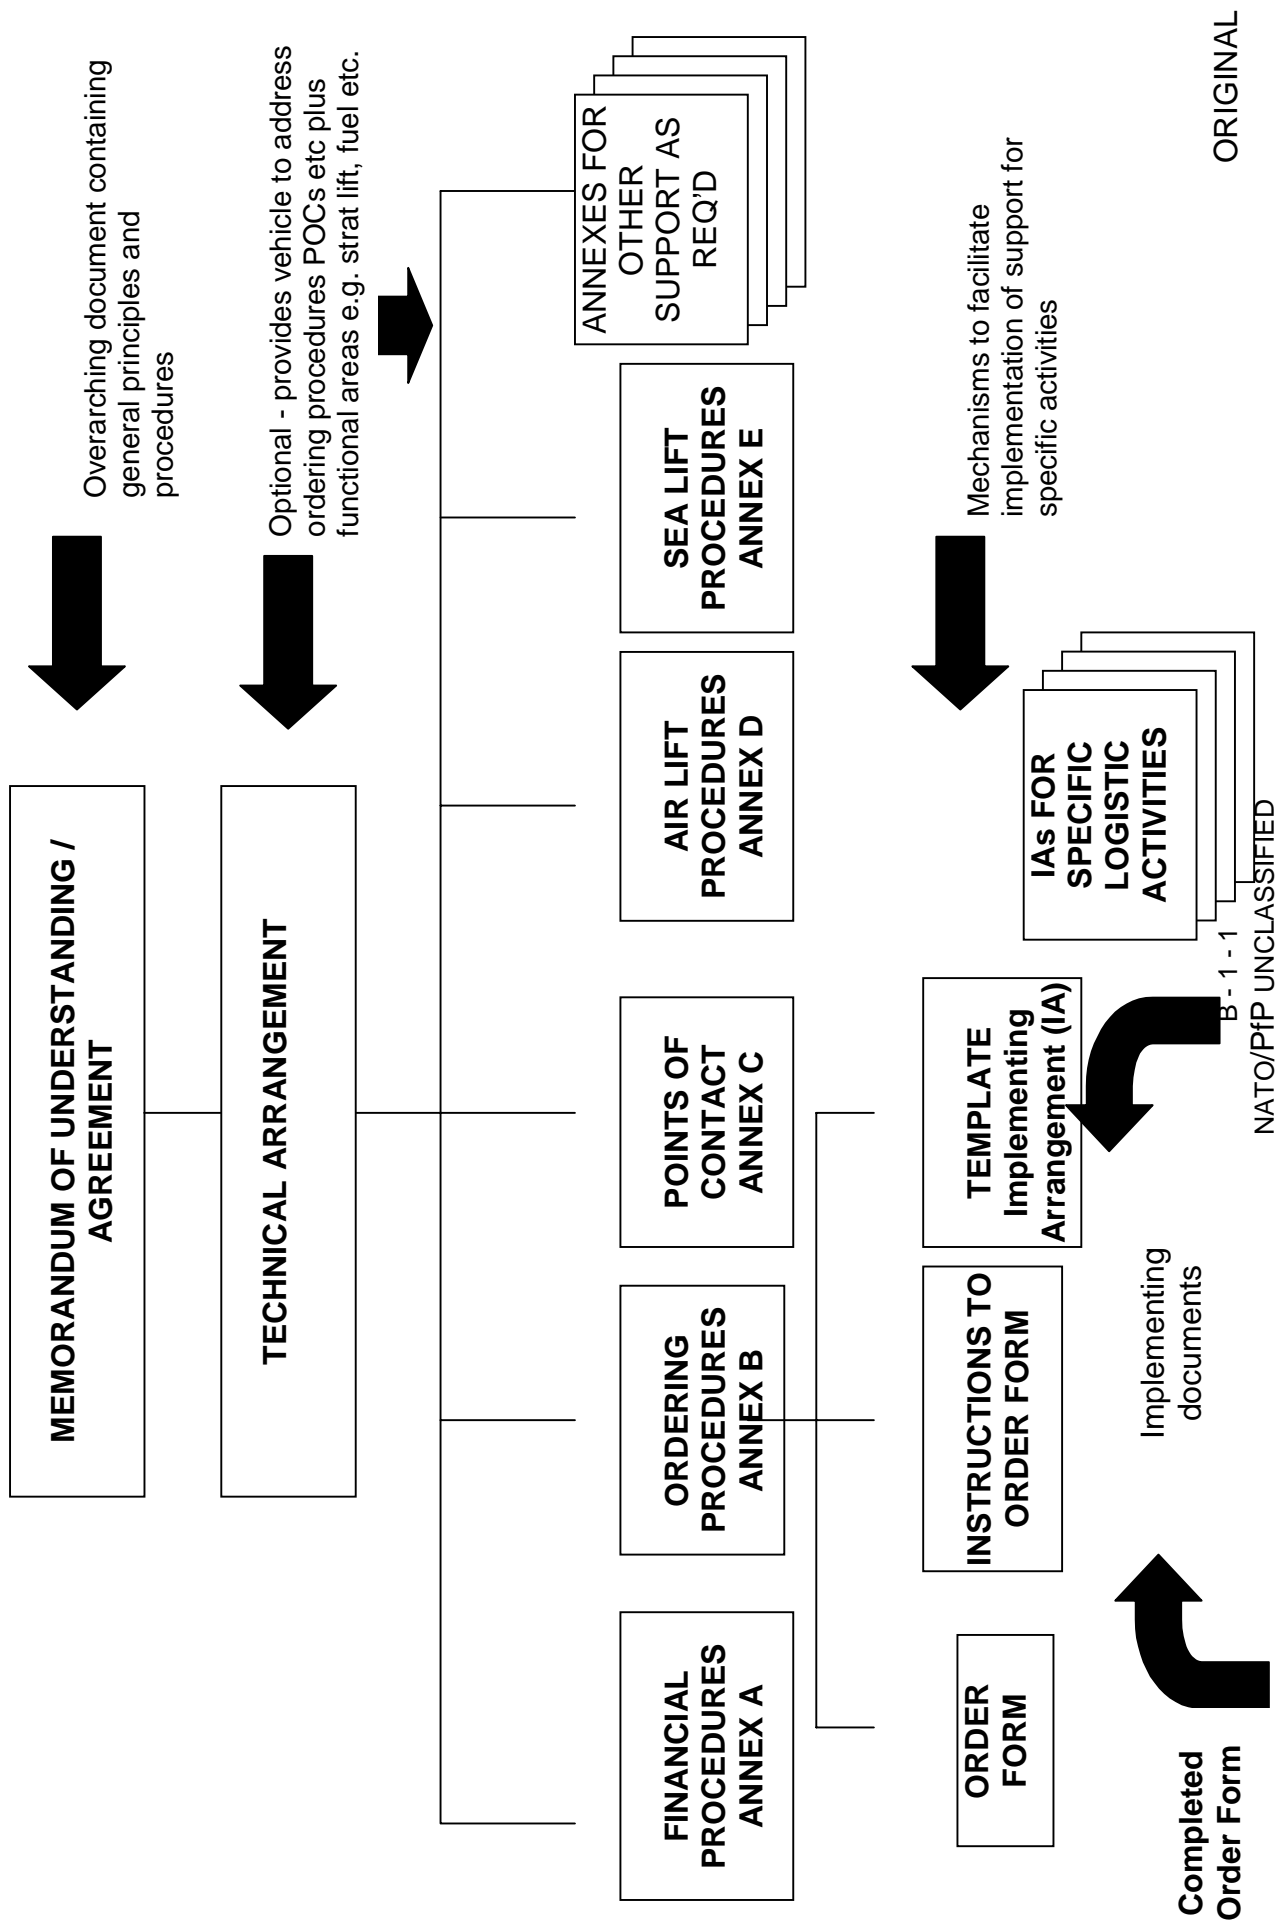 MEMORANDUM OF UNDERSTANDING /
AGREEMENT
Overarching document containing
general principles and
procedures
TECHNICAL ARRANGEMENT
Optional - provides vehicle to address
ordering procedures POCs etc plus
functional areas e.g. strat lift, fuel etc.
FINANCIAL
PROCEDURES
ANNEX A
ORDERING
PROCEDURES
ANNEX B
POINTS OF
CONTACT
ANNEX C
AIR LIFT
PROCEDURES
ANNEX D
SEA LIFT
PROCEDURES
ANNEX E
ANNEXES FOR
OTHER
SUPPORT AS
REQ'D
ORDER
FORM
INSTRUCTIONS TO
ORDER FORM
TEMPLATE
Implementing
Arrangement (IA)
IAs FOR
SPECIFIC
LOGISTIC
ACTIVITIES
Mechanisms to facilitate
implementation of support for
specific activities
Completed
Order Form
Implementing
documents
B - 1 - 1
NATO/PfP UNCLASSIFIED
ORIGINAL